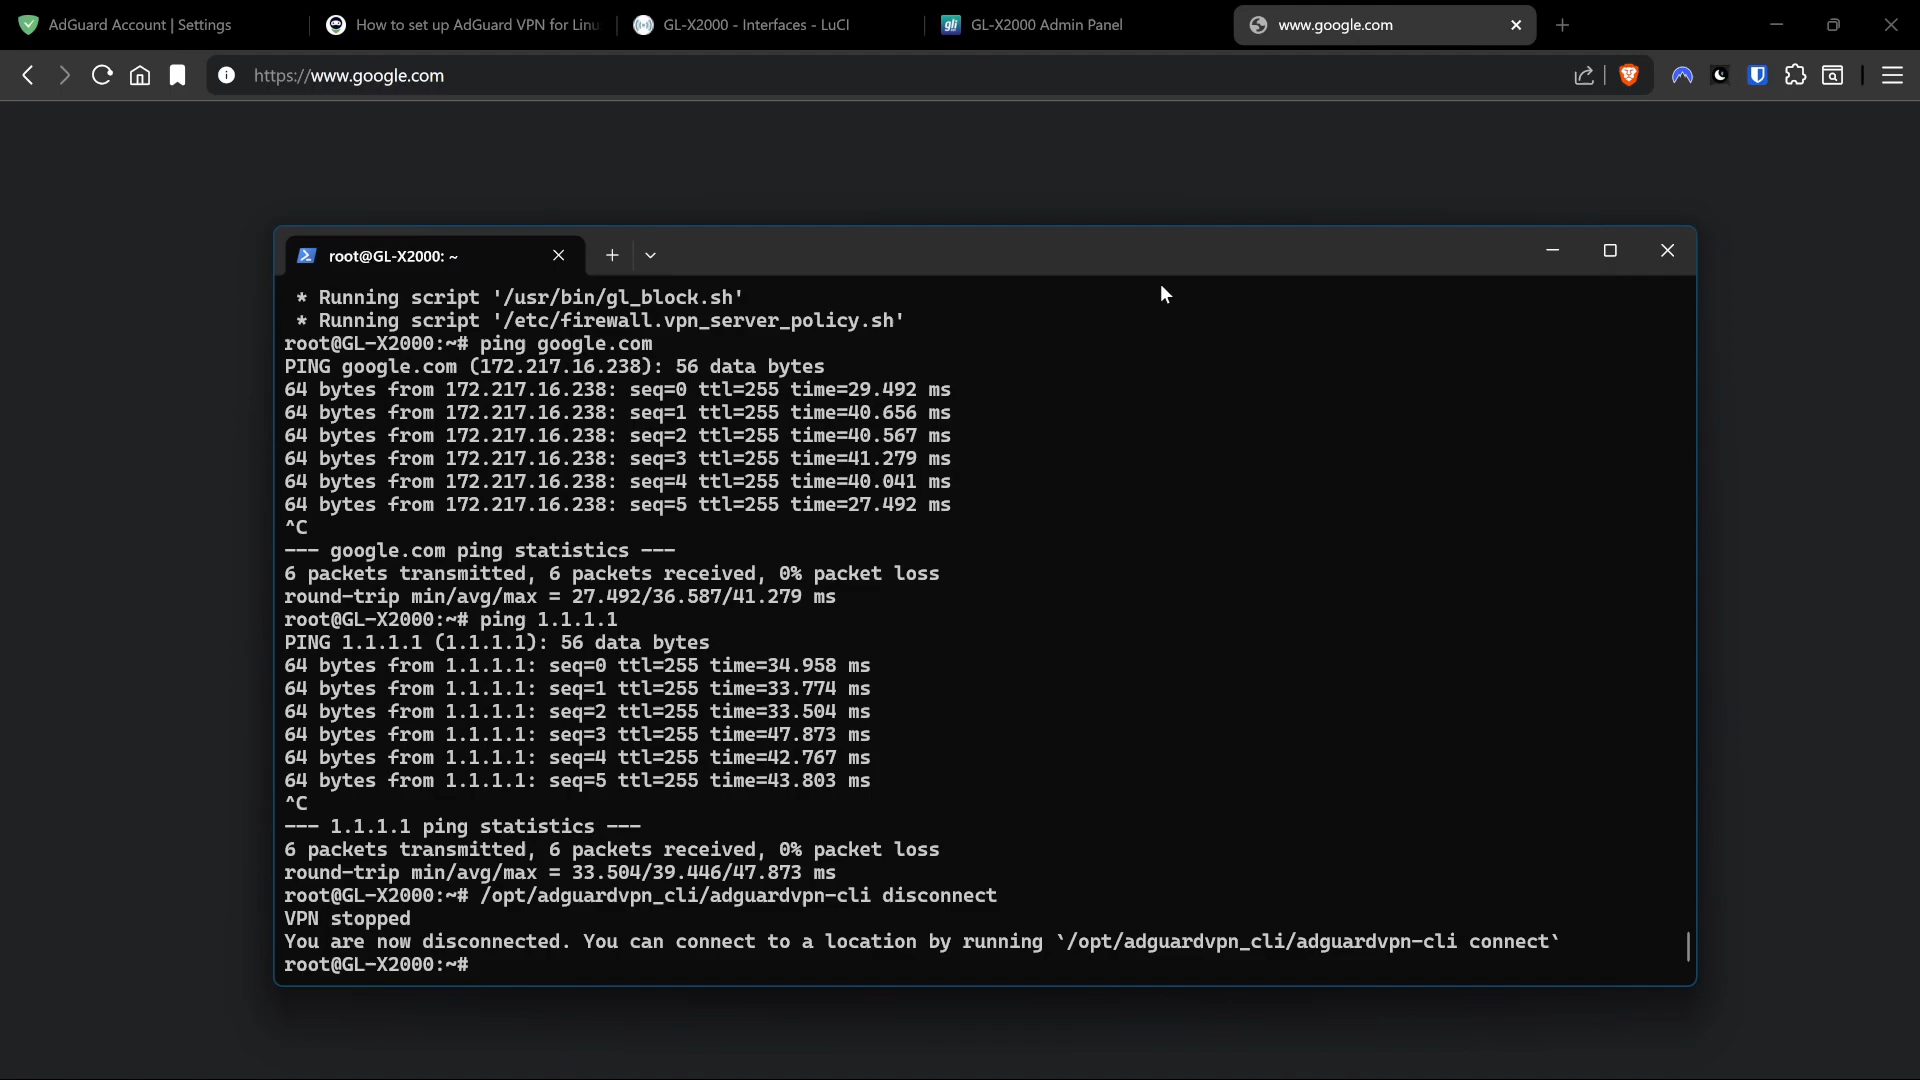 AdGuard Account | Settings
How to set up AdGuard VPN for Linu
GL-X2000 - Interfaces - LuCI
gli
GL-X2000 Admin Panel
www.google.com
https://www.google.com
root@GL-X2000: ~
* Running script '/usr/bin/gl_block.sh'
* Running script '/etc/firewall.vpn_server_policy.sh'
root@GL-X2000:~# ping google.com
PING google.com (172.217.16.238): 56 data bytes
64 bytes from 172.217.16.238: seq=0 ttl=255 time=29.492 ms
64 bytes from 172.217.16.238: seq=1 ttl=255 time=40.656 ms
64 bytes from 172.217.16.238: seq=2 ttl=255 time=40.567 ms
64 bytes from 172.217.16.238: seq=3 ttl=255 time=41.279 ms
64 bytes from 172.217.16.238: seq=4 ttl=255 time=40.041 ms
64 bytes from 172.217.16.238: seq=5 ttl=255 time=27.492 ms
^C
--- google.com ping statistics ---
6 packets transmitted, 6 packets received, 0% packet loss
round-trip min/avg/max = 27.492/36.587/41.279 ms
root@GL-X2000:~# ping 1.1.1.1
PING 1.1.1.1 (1.1.1.1): 56 data bytes
64 bytes from 1.1.1.1: seq=0 ttl=255 time=34.958 ms
64 bytes from 1.1.1.1: seq=1 ttl=255 time=33.774 ms
64 bytes from 1.1.1.1: seq=2 ttl=255 time=33.504 ms
64 bytes from 1.1.1.1: seq=3 ttl=255 time=47.873 ms
64 bytes from 1.1.1.1: seq=4 ttl=255 time=42.767 ms
64 bytes from 1.1.1.1: seq=5 ttl=255 time=43.803 ms
^C
--- 1.1.1.1 ping statistics ---
6 packets transmitted, 6 packets received, 0% packet loss
round-trip min/avg/max = 33.504/39.446/47.873 ms
root@GL-X2000:~# /opt/adguardvpn_cli/adguardvpn-cli disconnect
VPN stopped
You are now disconnected. You can connect to a location by running `/opt/adguardvpn_cli/adguardvpn-cli connect`
root@GL-X2000:~#